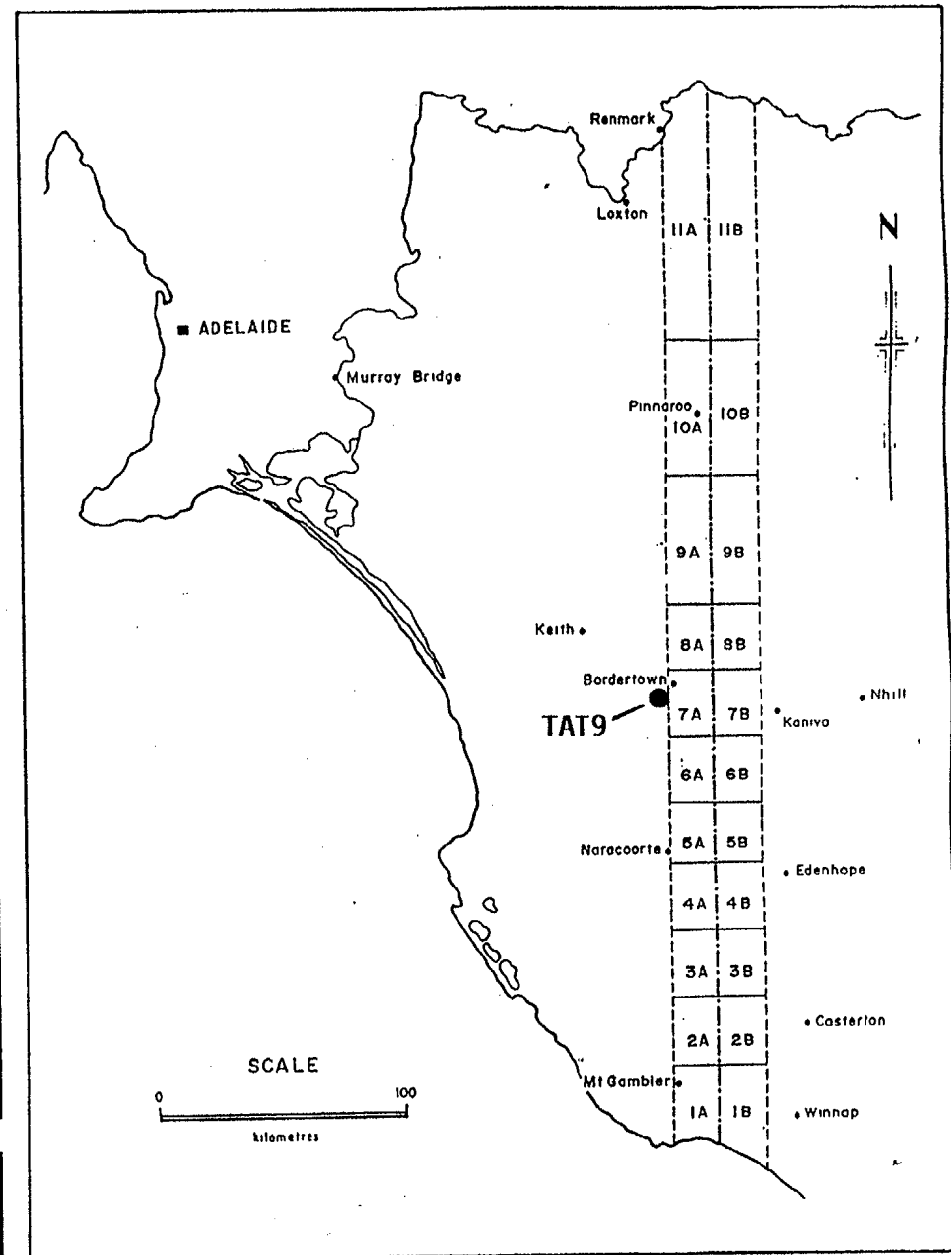 Renmark
Loxton
11A 11B
N
ADELAIDE
Murray Bridge
Pinnaroo
10A 10B
9A 9B
Keith
8A 8B
Bordertown
Nhill
7A 7B
Kaniva
TAT9
6A 6B
Naracoorte
5A 5B
Edenhope
4A 4B
3A 3B
Casterton
2A 2B
SCALE
Mt Gambier
0 100
1A 1B
Winnap
kilometres